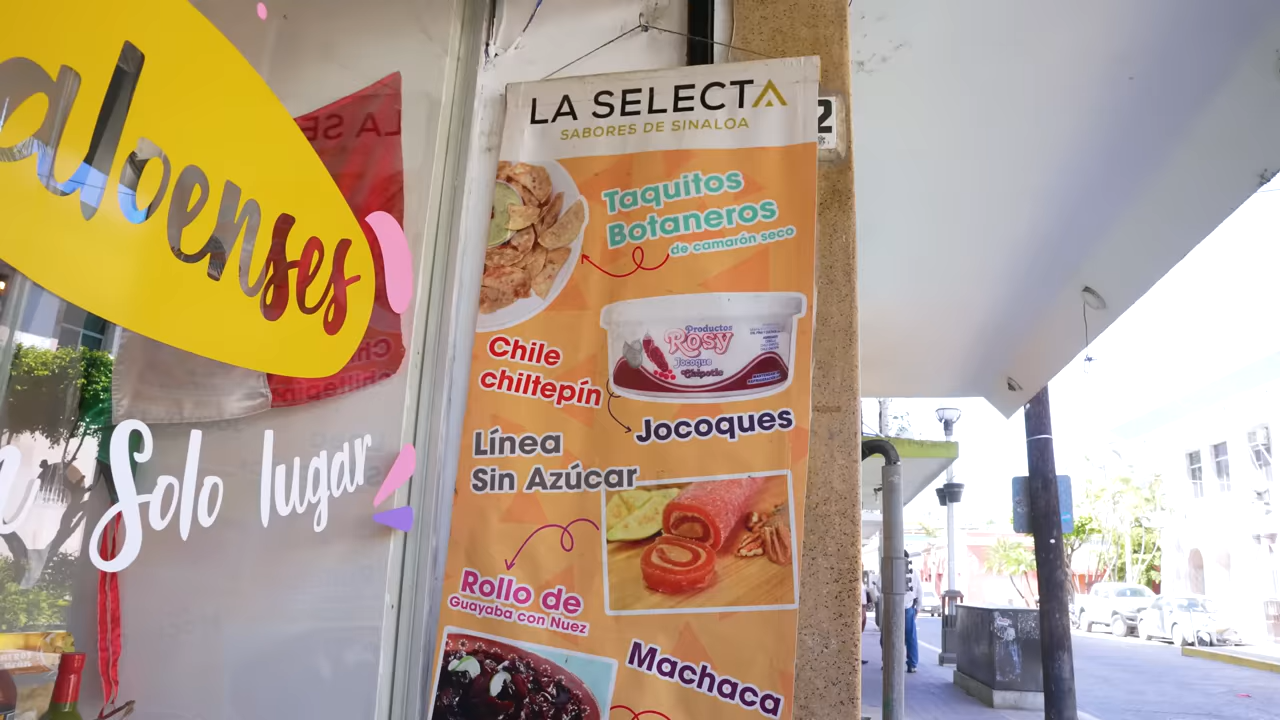 aloenses
Solo lugar
LA SELECTA
SABORES DE SINALOA
2
Taquitos
Botaneros
de camarón seco
Productos
Rosy
Jocoque
Chipotle
Chile
chiltepín
Jocoques
Línea
Sin Azúcar
Rollo de
Guayaba con Nuez
Machaca